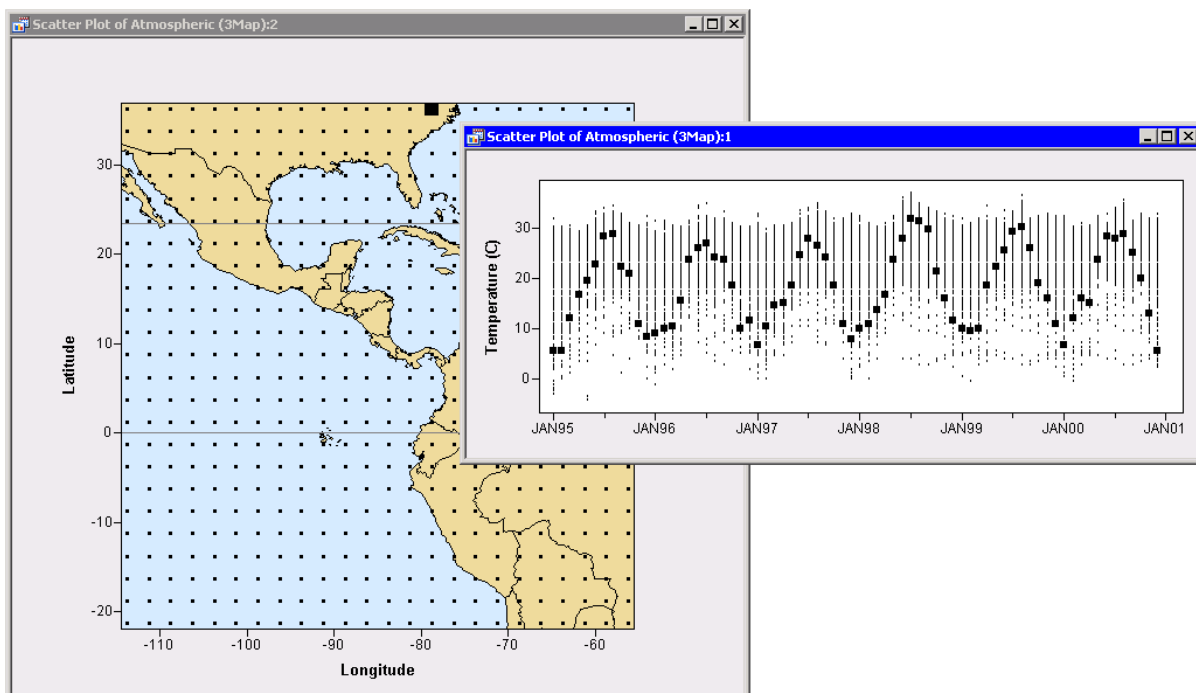 Scatter Plot of Atmospheric (3Map):2
30
20
10
0
-10
-20
Latitude
-110
-100
-90
-80
-70
-60
Longitude
Scatter Plot of Atmospheric (3Map):1
30
20
10
0
Temperature (C)
JAN95
JAN96
JAN97
JAN98
JAN99
JAN00
JAN01